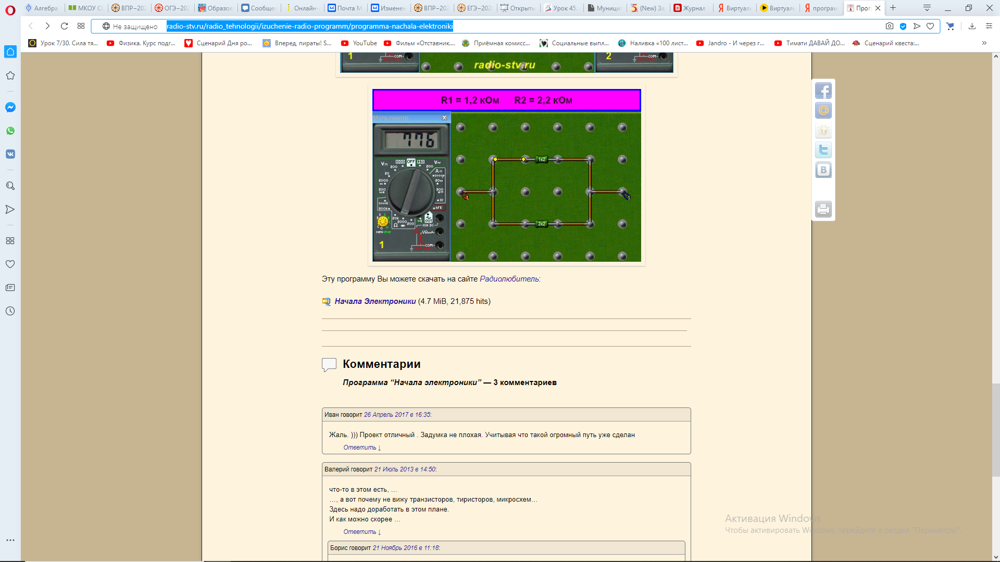 Алгебра
МКОУ СО
ВПР–202
ОГЭ–202
Образов
Сообщен
Онлайн-
Почта M
Изменен
ВПР–202
ЕГЭ–202
Открыты
Урок 45.
Муници
(New) За
Журнал
Виртуаль
Виртуаль
програм
Прог
Не защищено
radio-stv.ru/radio_tehnologii/izuchenie-radio-programm/programma-nachala-elektroniki
Урок 7/30. Сила тя...
Физика. Курс подг...
Сценарий Дня ро...
Вперед, пираты! S...
YouTube
Фильм «Отставник....
Приёмная комисс...
Социальные выпл...
Наливка «100 лист...
Jandro - И через г...
Тимати ДАВАЙ ДО...
Сценарий квеста:...
1
COM
radio-stv.ru
2
COM
R1 = 1,2 кОм R2 = 2,2 кОм
Мультиметр
776
1к2
2к2
1
Эту программу Вы можете скачать на сайте Радиолюбитель:
Начала Электроники (4.7 MiB, 21,875 hits)
Комментарии
Программа “Начала электроники” — 3 комментариев
Иван говорит 26 Апрель 2017 в 16:35:
Жаль. ))) Проект отличный . Задумка не плохая. Учитывая что такой огромный путь уже сделан
Ответить ↓
Валерий говорит 21 Июль 2013 в 14:50:
что-то в этом есть, …
…, а вот почему не вижу транзисторов, тиристоров, микросхем…
Здесь надо доработать в этом плане.
И как можно скорее …
Ответить ↓
Борис говорит 21 Ноябрь 2016 в 11:18:
Активация Windows
Чтобы активировать Windows, перейдите в раздел "Параметры".